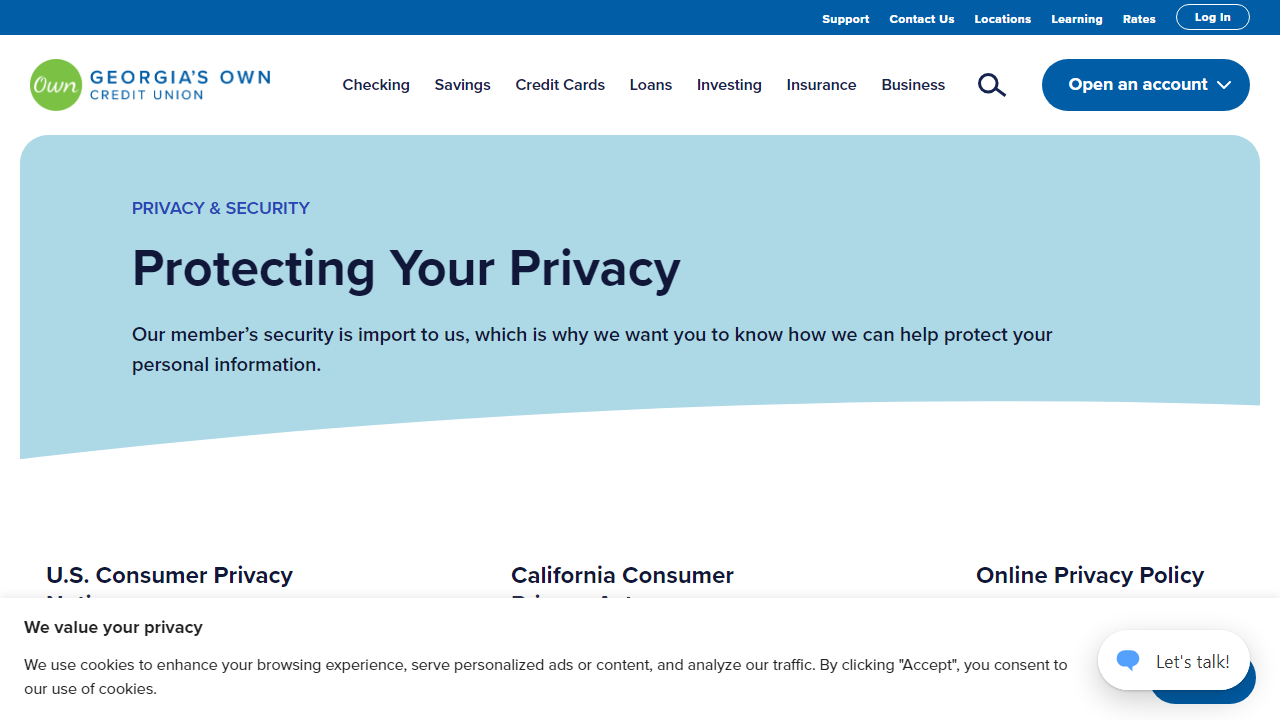 Support Contact Us Locations Learning Rates Log In
Own GEORGIA'S OWN
CREDIT UNION
Checking Savings Credit Cards Loans Investing Insurance Business Open an account
PRIVACY & SECURITY
Protecting Your Privacy
Our member’s security is import to us, which is why we want you to know how we can help protect your
personal information.
U.S. Consumer Privacy California Consumer Online Privacy Policy
We value your privacy
We use cookies to enhance your browsing experience, serve personalized ads or content, and analyze our traffic. By clicking "Accept", you consent to
our use of cookies.
Let's talk!